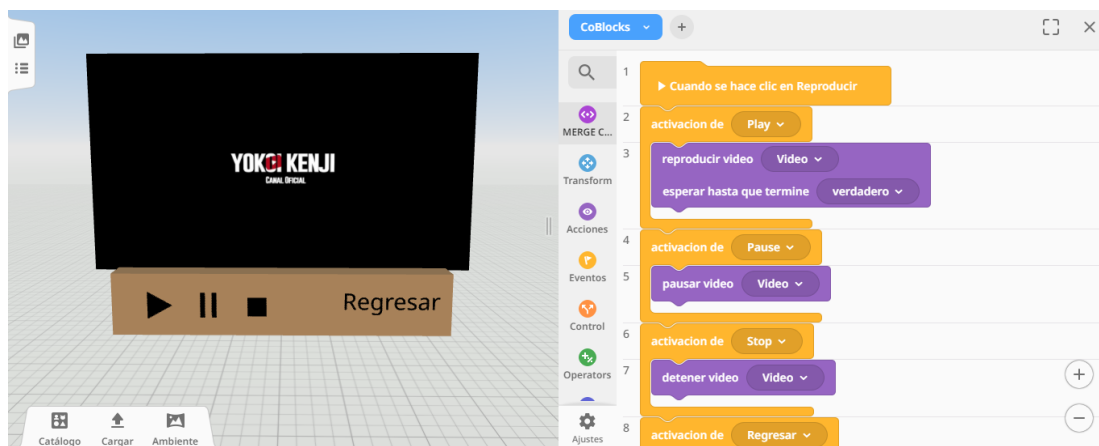 YOKOI KENJI
CANAL OFICIAL
Regresar
Catálogo
Cargar
Ambiente
CoBlocks
+
MERGE C...
Transform
Acciones
Eventos
Control
Operators
Ajustes
1
Cuando se hace clic en Reproducir
2
activacion de Play
3
reproducir video Video
esperar hasta que termine verdadero
4
activacion de Pause
5
pausar video Video
6
activacion de Stop
7
detener video Video
8
activacion de Regresar